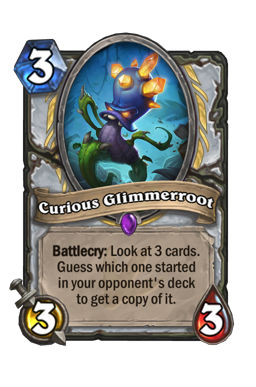 3
Curious Glimmerroot
Battlecry: Look at 3 cards.
Guess which one started
in your opponent's deck
to get a copy of it.
3
3